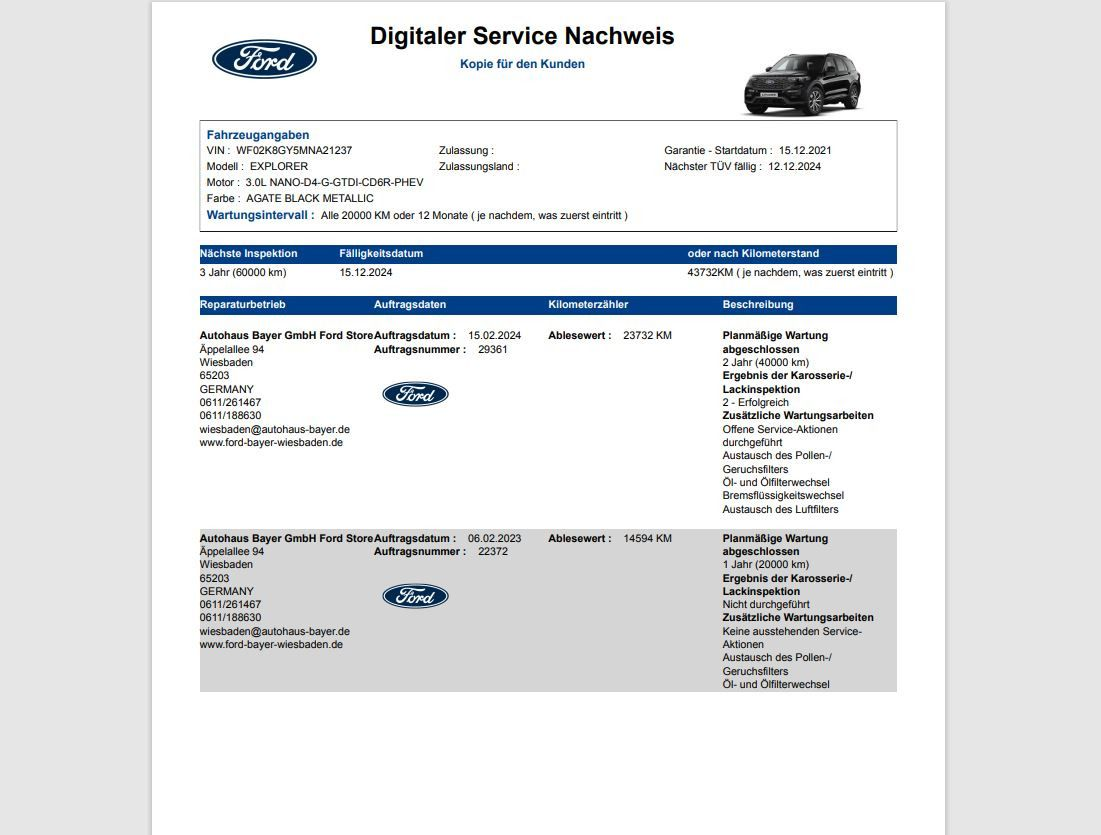 Ford
Digitaler Service Nachweis
Kopie für den Kunden
Fahrzeugangaben
VIN : WF02K8GY5MNA21237 Zulassung : Garantie - Startdatum : 15.12.2021
Modell : EXPLORER Zulassungsland : Nächster TÜV fällig : 12.12.2024
Motor : 3.0L NANO-D4-G-GTDI-CD6R-PHEV
Farbe : AGATE BLACK METALLIC
Wartungsintervall : Alle 20000 KM oder 12 Monate ( je nachdem, was zuerst eintritt )
Nächste Inspektion Fälligkeitsdatum oder nach Kilometerstand
3 Jahr (60000 km) 15.12.2024 43732KM ( je nachdem, was zuerst eintritt )
Reparaturbetrieb Auftragsdaten Kilometerzähler Beschreibung
Autohaus Bayer GmbH Ford Store Auftragsdatum : 15.02.2024 Ablesewert : 23732 KM Planmäßige Wartung
Äppelallee 94 Auftragsnummer : 29361 abgeschlossen
Wiesbaden 2 Jahr (40000 km)
65203 Ergebnis der Karosserie-/
GERMANY Lackinspektion
0611/261467 Ford 2 - Erfolgreich
0611/188630 Zusätzliche Wartungsarbeiten
wiesbaden@autohaus-bayer.de Offene Service-Aktionen
www.ford-bayer-wiesbaden.de durchgeführt
Austausch des Pollen-/
Geruchsfilters
Öl- und Ölfilterwechsel
Bremsflüssigkeitswechsel
Austausch des Luftfilters
Autohaus Bayer GmbH Ford Store Auftragsdatum : 06.02.2023 Ablesewert : 14594 KM Planmäßige Wartung
Äppelallee 94 Auftragsnummer : 22372 abgeschlossen
Wiesbaden 1 Jahr (20000 km)
65203 Ergebnis der Karosserie-/
GERMANY Lackinspektion
0611/261467 Ford Nicht durchgeführt
0611/188630 Zusätzliche Wartungsarbeiten
wiesbaden@autohaus-bayer.de Keine ausstehenden Service-
www.ford-bayer-wiesbaden.de Aktionen
Austausch des Pollen-/
Geruchsfilters
Öl- und Ölfilterwechsel